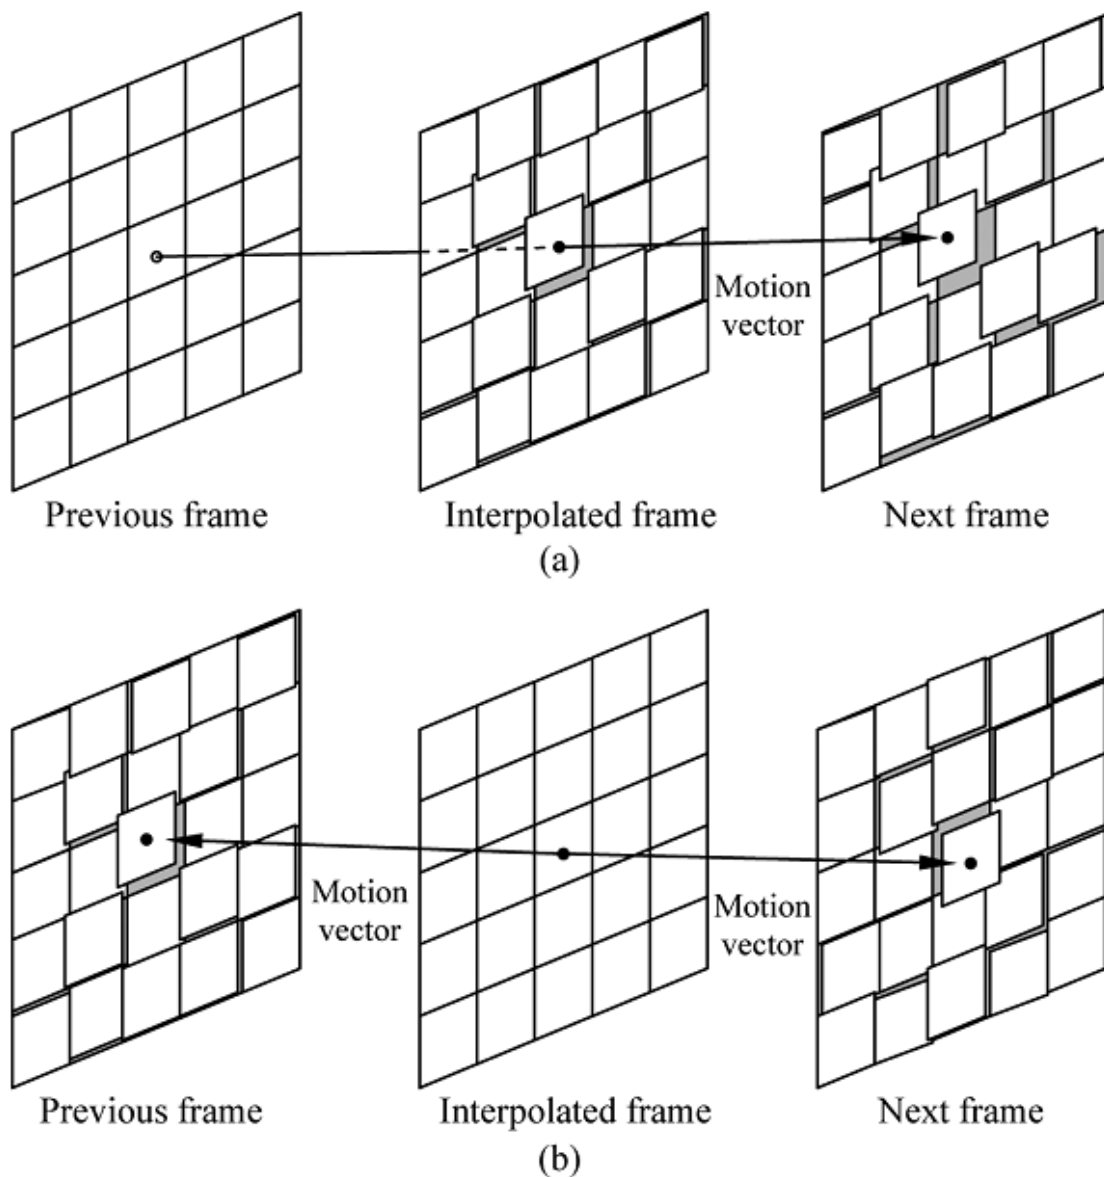 Motion
vector
Previous frame
Interpolated frame
Next frame
(a)
Motion
vector
Motion
vector
Previous frame
Interpolated frame
Next frame
(b)